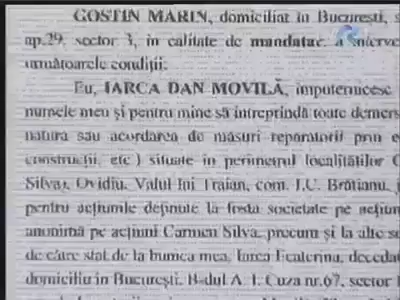 GOSTIN MARIN, domiciliat în București, s
ap.29, sector 3, în calitate de mandatar, a interve
următoarele condiții:
Eu, IARCA DAN MOVILĂ, împuternicesc
numele meu și pentru mine să întreprindă toate demers
natura sau acordarea de măsuri reparatorii prin e
construcții, etc.) situate în perimetrul localităților C
Silva), Ovidiu, Valul lui Traian, com. I.C. Brătianu, j
pentru acțiunile deținute la fosta societate pe acțiun
anonimă pe acțiuni Carmen Silva, precum și la alte so
de către stat de la bunica mea, Iarca Ecaterina, decedat
domiciliu în București, B-dul A. I. Cuza nr.67, sector 1